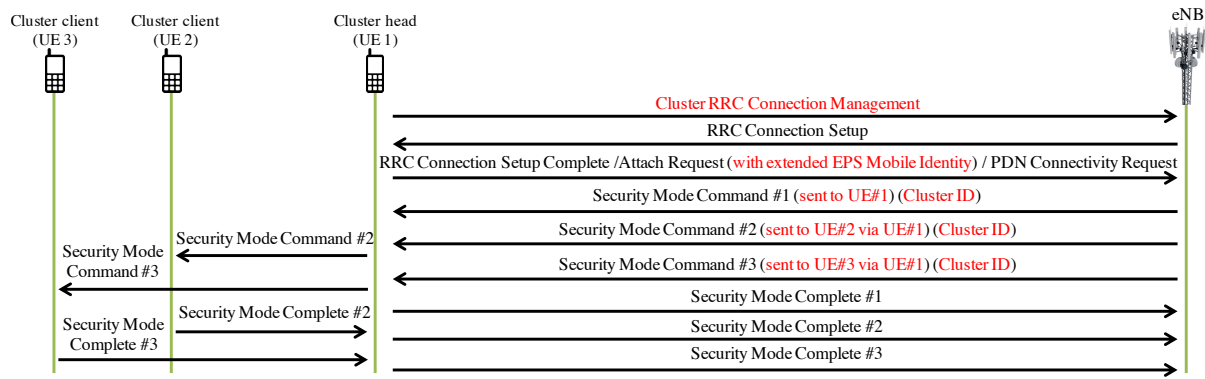 Cluster client
(UE 3)
Cluster client
(UE 2)
Cluster head
(UE 1)
eNB
Cluster RRC Connection Management
RRC Connection Setup
RRC Connection Setup Complete /Attach Request (with extended EPS Mobile Identity) / PDN Connectivity Request
Security Mode Command #1 (sent to UE#1) (Cluster ID)
Security Mode Command #2 (sent to UE#2 via UE#1) (Cluster ID)
Security Mode Command #2
Security Mode
Command #3
Security Mode Command #3 (sent to UE#3 via UE#1) (Cluster ID)
Security Mode Complete #1
Security Mode Complete #2
Security Mode Complete #2
Security Mode
Complete #3
Security Mode Complete #3